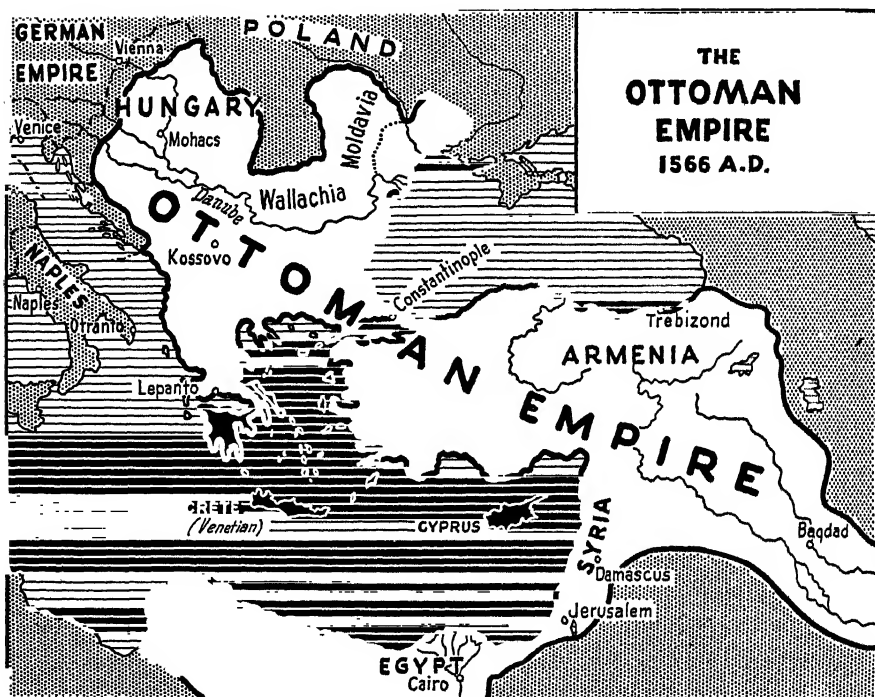 THE
OTTOMAN
EMPIRE
1566 A.D.
GERMAN
EMPIRE
Vienna
POLAND
HUNGARY
Mohacs
Venice
Moldavia
Wallachia
Danube
Kossovo
NAPLES
Naples
Otranto
Constantinople
OTTOMAN EMPIRE
Trebizond
ARMENIA
Lepanto
CRETE
(Venetian)
CYPRUS
SYRIA
Bagdad
Damascus
Jerusalem
EGYPT
Cairo